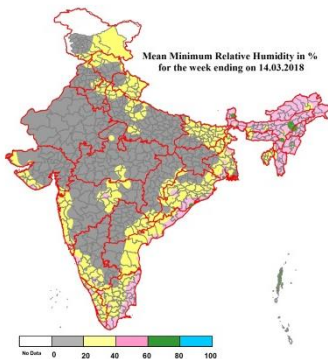 Mean Minimum Relative Humidity in %
for the week ending on 14.03.2018
No Data 0 20 40 60 80 100